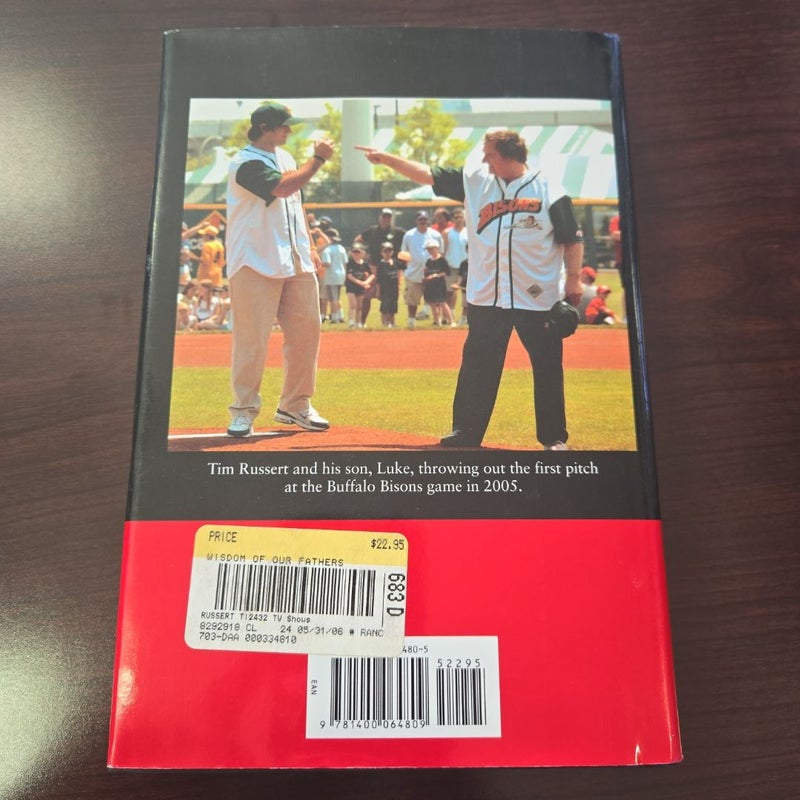 BISONS
Tim Russert and his son, Luke, throwing out the first pitch
at the Buffalo Bisons game in 2005.
PRICE
$22.95
WISDOM OF OUR FATHERS
683 D
RUSSERT T12432 TV Shows
8292918 CL 24 05/31/06 # RANC
703-DAA 000334810
480-5
52295
EAN
9 781400 064809